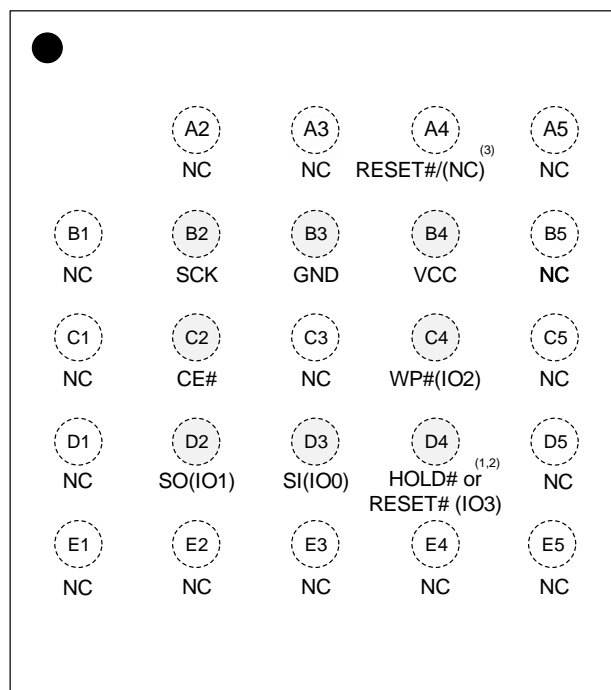 A2 A3 A4 A5
(3)
NC NC RESET#/(NC) NC
B1 B2 B3 B4 B5
NC SCK GND VCC NC
C1 C2 C3 C4 C5
NC CE# NC WP#(IO2) NC
D1 D2 D3 D4 D5
(1,2)
NC SO(IO1) SI(IO0) HOLD# or NC
RESET# (IO3)
E1 E2 E3 E4 E5
NC NC NC NC NC